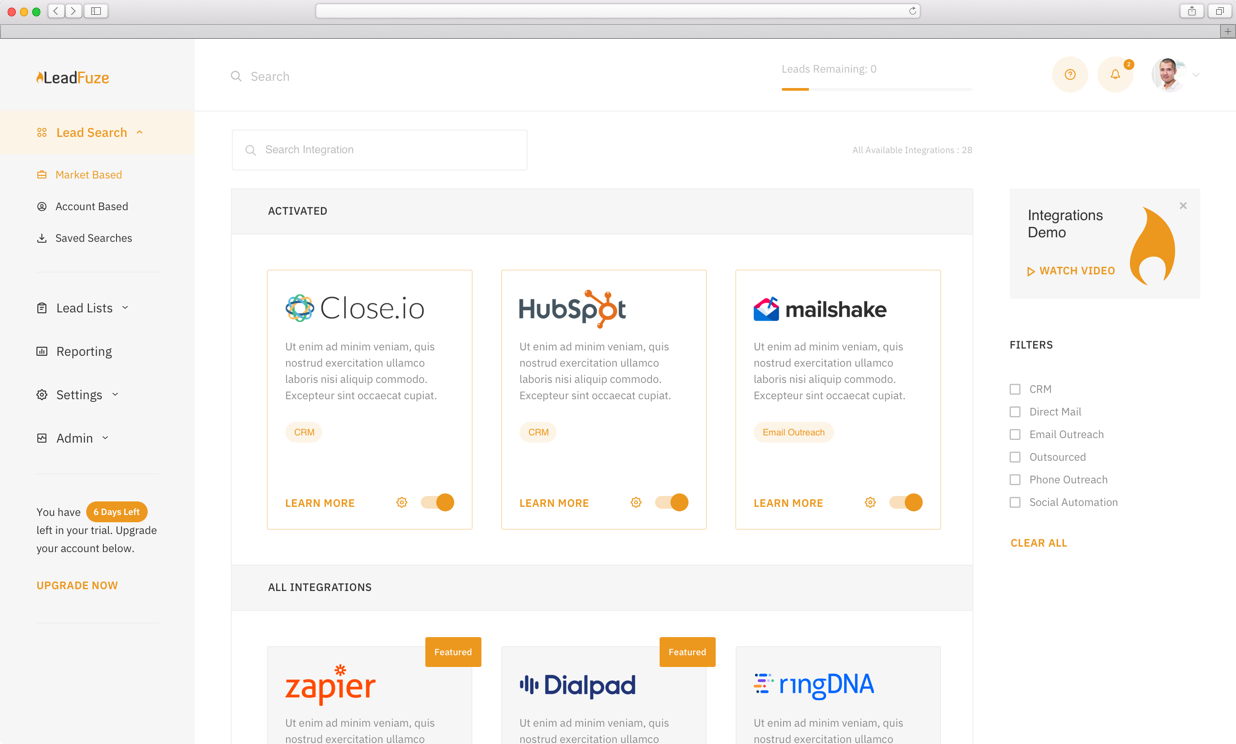 LeadFuze
Search
Leads Remaining: 0
2
Lead Search
Market Based
Account Based
Saved Searches
Lead Lists
Reporting
Settings
Admin
You have 6 Days Left
left in your trial. Upgrade
your account below.
UPGRADE NOW
Search Integration
All Available Integrations : 28
ACTIVATED
Close.io
Ut enim ad minim veniam, quis
nostrud exercitation ullamco
laboris nisi aliquip commodo.
Excepteur sint occaecat cupiat.
CRM
LEARN MORE
HubSpot
Ut enim ad minim veniam, quis
nostrud exercitation ullamco
laboris nisi aliquip commodo.
Excepteur sint occaecat cupiat.
CRM
LEARN MORE
mailshake
Ut enim ad minim veniam, quis
nostrud exercitation ullamco
laboris nisi aliquip commodo.
Excepteur sint occaecat cupiat.
Email Outreach
LEARN MORE
ALL INTEGRATIONS
Featured
zapier
Ut enim ad minim veniam, quis
nostrud exercitation ullamco
Featured
Dialpad
Ut enim ad minim veniam, quis
nostrud exercitation ullamco
ringDNA
Ut enim ad minim veniam, quis
nostrud exercitation ullamco
Integrations
Demo
WATCH VIDEO
FILTERS
CRM
Direct Mail
Email Outreach
Outsourced
Phone Outreach
Social Automation
CLEAR ALL